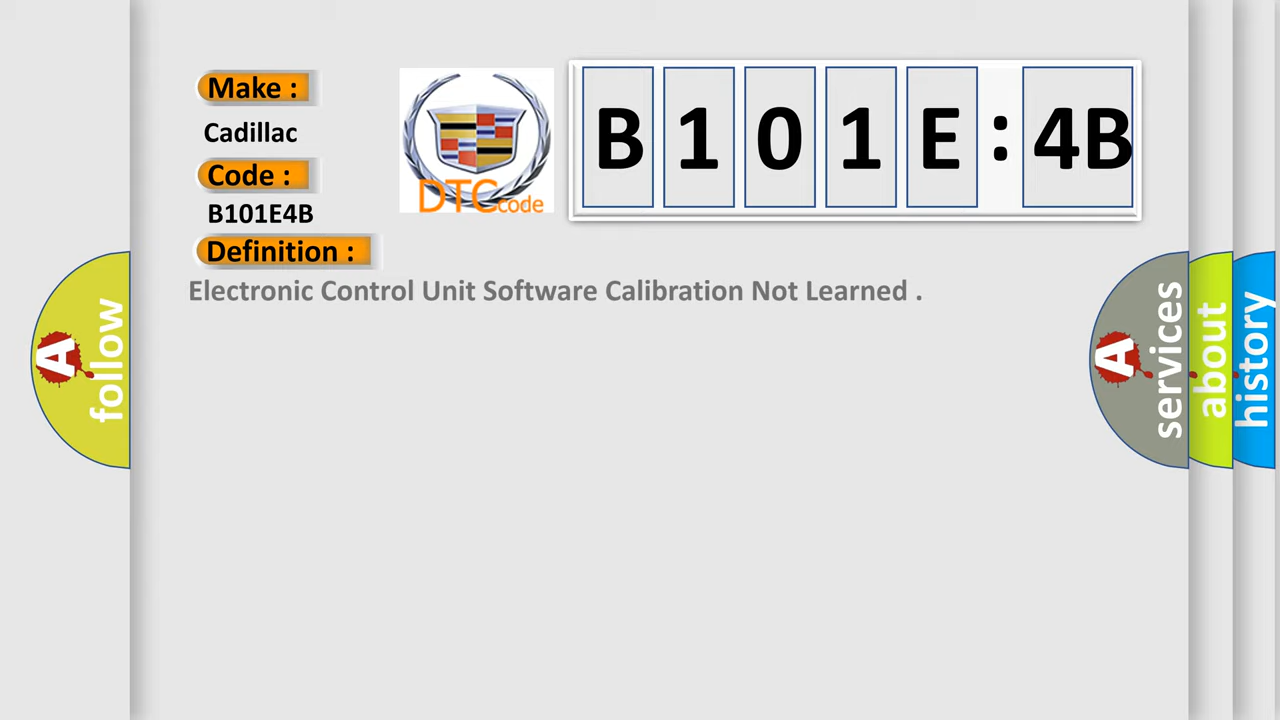 Make :
Cadillac
Code :
B101E4B
Definition :
Electronic Control Unit Software Calibration Not Learned .
DTC code
B 1 0 1 E : 4B
A follow
A services
about
history